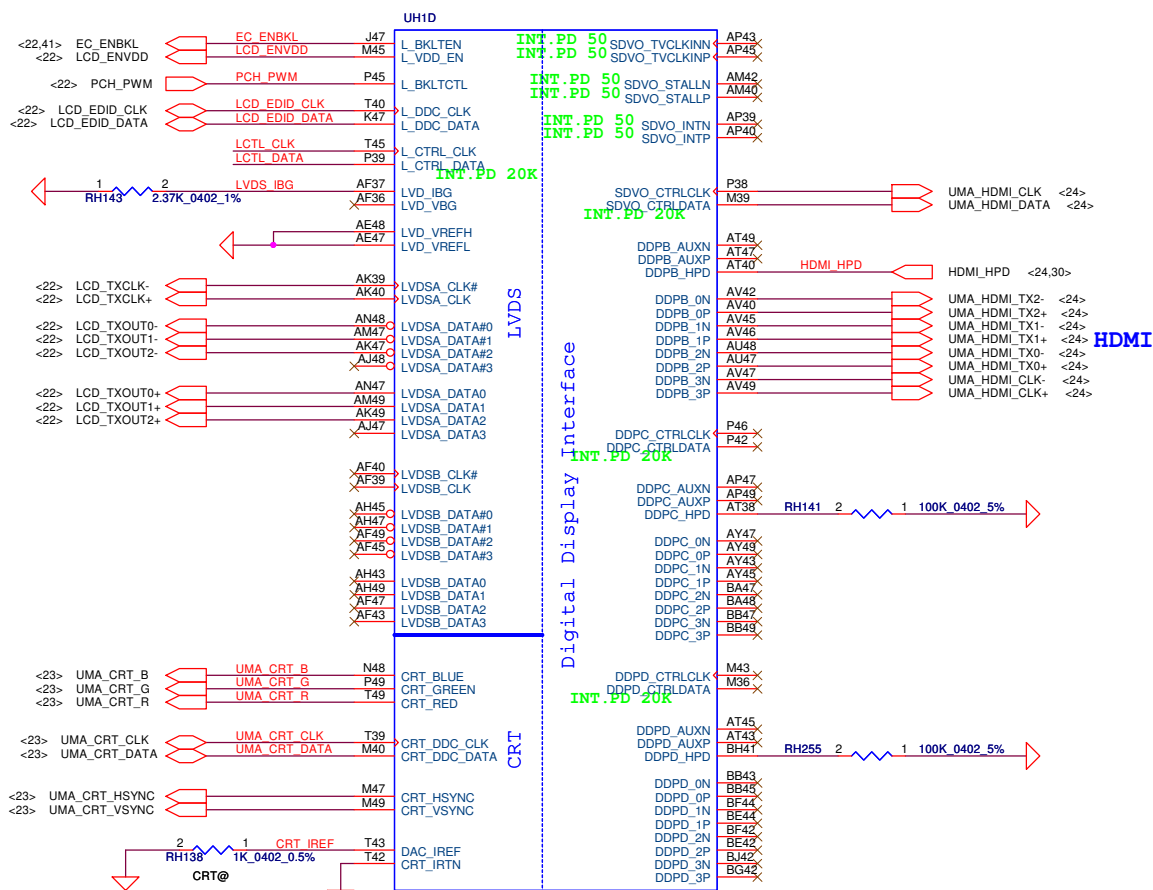 UH1D
<22,41> EC_ENBKL EC_ENBKL J47 L_BKLTEN
<22> LCD_ENVDD LCD_ENVDD M45 L_VDD_EN
<22> PCH_PWM PCH_PWM P45 L_BKLTCTL
<22> LCD_EDID_CLK LCD_EDID_CLK T40 L_DDC_CLK
<22> LCD_EDID_DATA LCD_EDID_DATA K47 L_DDC_DATA
LCTL_CLK T45 L_CTRL_CLK
LCTL_DATA P39 L_CTRL_DATA
INT.PD 20K
1 2 LVDS_IBG AF37 LVD_IBG
RH143 2.37K_0402_1% AF36 LVD_VBG
AE48 LVD_VREFH
AE47 LVD_VREFL
<22> LCD_TXCLK- AK39 LVDSA_CLK#
<22> LCD_TXCLK+ AK40 LVDSA_CLK
<22> LCD_TXOUT0- AN48 LVDSA_DATA#0
<22> LCD_TXOUT1- AM47 LVDSA_DATA#1
<22> LCD_TXOUT2- AK47 LVDSA_DATA#2
AJ48 LVDSA_DATA#3
<22> LCD_TXOUT0+ AN47 LVDSA_DATA0
<22> LCD_TXOUT1+ AM49 LVDSA_DATA1
<22> LCD_TXOUT2+ AK49 LVDSA_DATA2
AJ47 LVDSA_DATA3
AF40 LVDSB_CLK#
AF39 LVDSB_CLK
AH45 LVDSB_DATA#0
AH47 LVDSB_DATA#1
AF49 LVDSB_DATA#2
AF45 LVDSB_DATA#3
AH43 LVDSB_DATA0
AH49 LVDSB_DATA1
AF47 LVDSB_DATA2
AF43 LVDSB_DATA3
LVDS
<23> UMA_CRT_B UMA_CRT_B N48 CRT_BLUE
<23> UMA_CRT_G UMA_CRT_G P49 CRT_GREEN
<23> UMA_CRT_R UMA_CRT_R T49 CRT_RED
<23> UMA_CRT_CLK UMA_CRT_CLK T39 CRT_DDC_CLK
<23> UMA_CRT_DATA UMA_CRT_DATA M40 CRT_DDC_DATA
<23> UMA_CRT_HSYNC M47 CRT_HSYNC
<23> UMA_CRT_VSYNC M49 CRT_VSYNC
2 1 CRT_IREF T43 DAC_IREF
RH138 1K_0402_0.5% T42 CRT_IRTN
CRT@
CRT
Digital Display Interface
INT.PD 50 SDVO_TVCLKINN AP43
INT.PD 50 SDVO_TVCLKINP AP45
INT.PD 50 SDVO_STALLN AM42
INT.PD 50 SDVO_STALLP AM40
INT.PD 50 SDVO_INTN AP39
INT.PD 50 SDVO_INTP AP40
SDVO_CTRLCLK P38 UMA_HDMI_CLK <24>
SDVO_CTRLDATA M39 UMA_HDMI_DATA <24>
INT.PD 20K
DDPB_AUXN AT49
DDPB_AUXP AT47
DDPB_HPD AT40 HDMI_HPD HDMI_HPD <24,30>
DDPB_0N AV42 UMA_HDMI_TX2- <24>
DDPB_0P AV40 UMA_HDMI_TX2+ <24>
DDPB_1N AV45 UMA_HDMI_TX1- <24>
DDPB_1P AV46 UMA_HDMI_TX1+ <24>
DDPB_2N AU48 UMA_HDMI_TX0- <24>
DDPB_2P AU47 UMA_HDMI_TX0+ <24>
DDPB_3N AV47 UMA_HDMI_CLK- <24>
DDPB_3P AV49 UMA_HDMI_CLK+ <24>
HDMI
DDPC_CTRLCLK P46
DDPC_CTRLDATA P42
INT.PD 20K
DDPC_AUXN AP47
DDPC_AUXP AP49
DDPC_HPD AT38 RH141 2 1 100K_0402_5%
DDPC_0N AY47
DDPC_0P AY49
DDPC_1N AY43
DDPC_1P AY45
DDPC_2N BA47
DDPC_2P BA48
DDPC_3N BB47
DDPC_3P BB49
DDPD_CTRLCLK M43
DDPD_CTRLDATA M36
INT.PD 20K
DDPD_AUXN AT45
DDPD_AUXP AT43
DDPD_HPD BH41 RH255 2 1 100K_0402_5%
DDPD_0N BB43
DDPD_0P BB45
DDPD_1N BF44
DDPD_1P BE44
DDPD_2N BF42
DDPD_2P BE42
DDPD_3N BJ42
DDPD_3P BG42